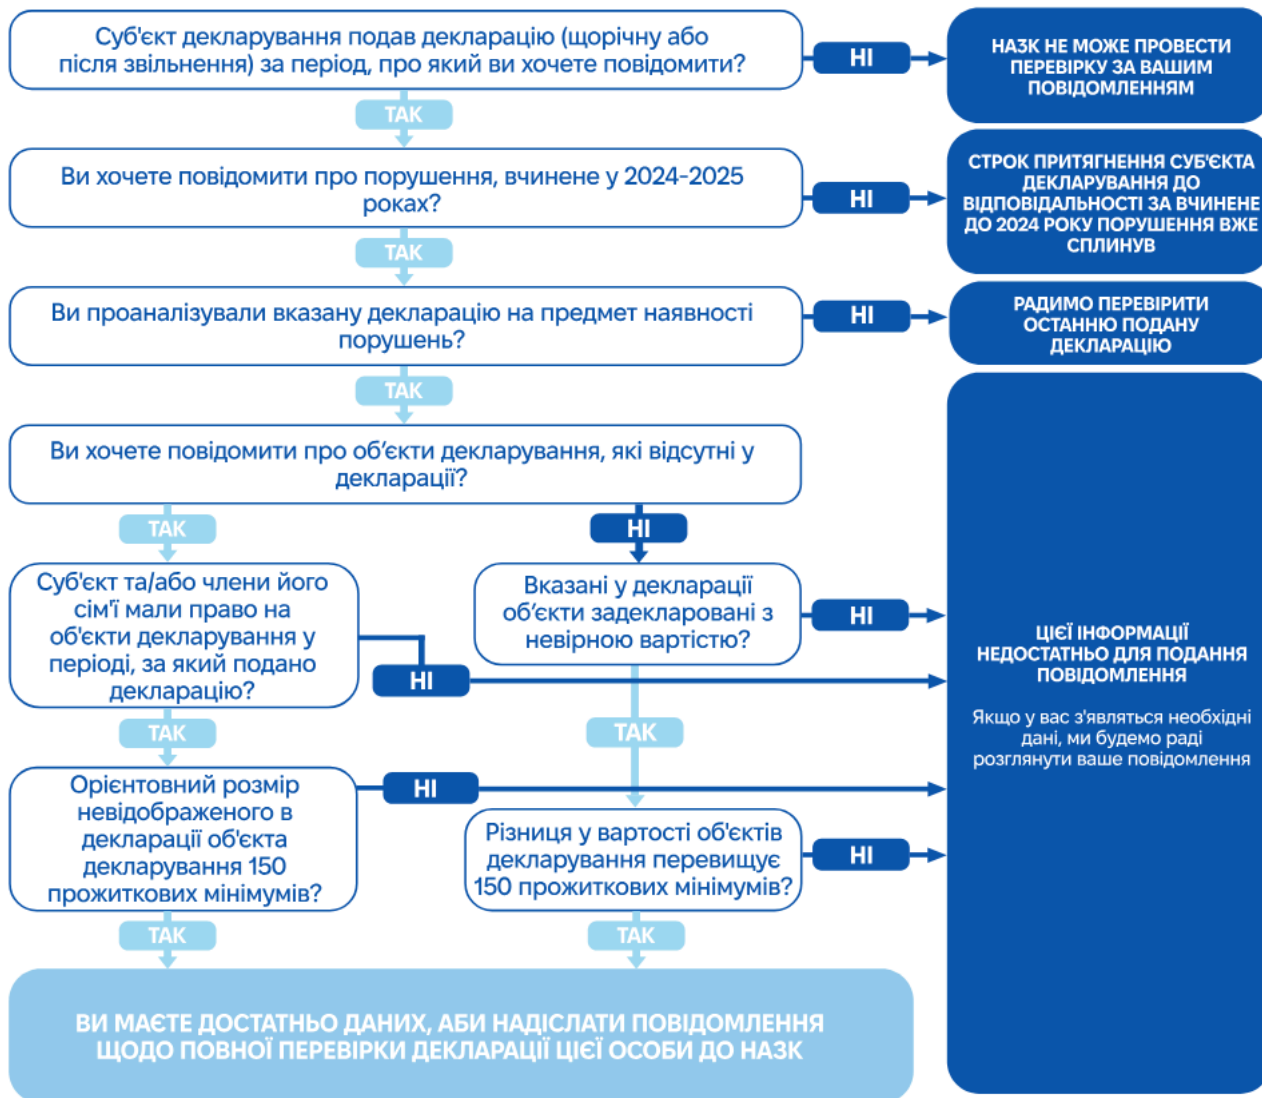 Суб'єкт декларування подав декларацію (щорічну або
після звільнення) за період, про який ви хочете повідомити?
НІ
НАЗК НЕ МОЖЕ ПРОВЕСТИ
ПЕРЕВІРКУ ЗА ВАШИМ
ПОВІДОМЛЕННЯМ
ТАК
Ви хочете повідомити про порушення, вчинене у 2024-2025
роках?
НІ
СТРОК ПРИТЯГНЕННЯ СУБ'ЄКТА
ДЕКЛАРУВАННЯ ДО
ВІДПОВІДАЛЬНОСТІ ЗА ВЧИНЕНЕ
ДО 2024 РОКУ ПОРУШЕННЯ ВЖЕ
СПЛИНУВ
ТАК
Ви проаналізували вказану декларацію на предмет наявності
порушень?
НІ
РАДИМО ПЕРЕВІРИТИ
ОСТАННЮ ПОДАНУ
ДЕКЛАРАЦІЮ
ТАК
Ви хочете повідомити про об’єкти декларування, які відсутні у
декларації?
ТАК
НІ
Суб'єкт та/або члени його
сім'ї мали право на
об'єкти декларування у
періоді, за який подано
декларацію?
НІ
Вказані у декларації
об’єкти задекларовані з
невірною вартістю?
НІ
ТАК
ТАК
Орієнтовний розмір
невідображеного в
декларації об'єкта
декларування 150
прожиткових мінімумів?
НІ
Різниця у вартості об'єктів
декларування перевищує
150 прожиткових мінімумів?
НІ
ЦІЄЇ ІНФОРМАЦІЇ
НЕДОСТАТНЬО ДЛЯ ПОДАННЯ
ПОВІДОМЛЕННЯ
Якщо у вас з'являться необхідні
дані, ми будемо раді
розглянути ваше повідомлення
ТАК
ТАК
ВИ МАЄТЕ ДОСТАТНЬО ДАНИХ, АБИ НАДІСЛАТИ ПОВІДОМЛЕННЯ
ЩОДО ПОВНОЇ ПЕРЕВІРКИ ДЕКЛАРАЦІЇ ЦІЄЇ ОСОБИ ДО НАЗК